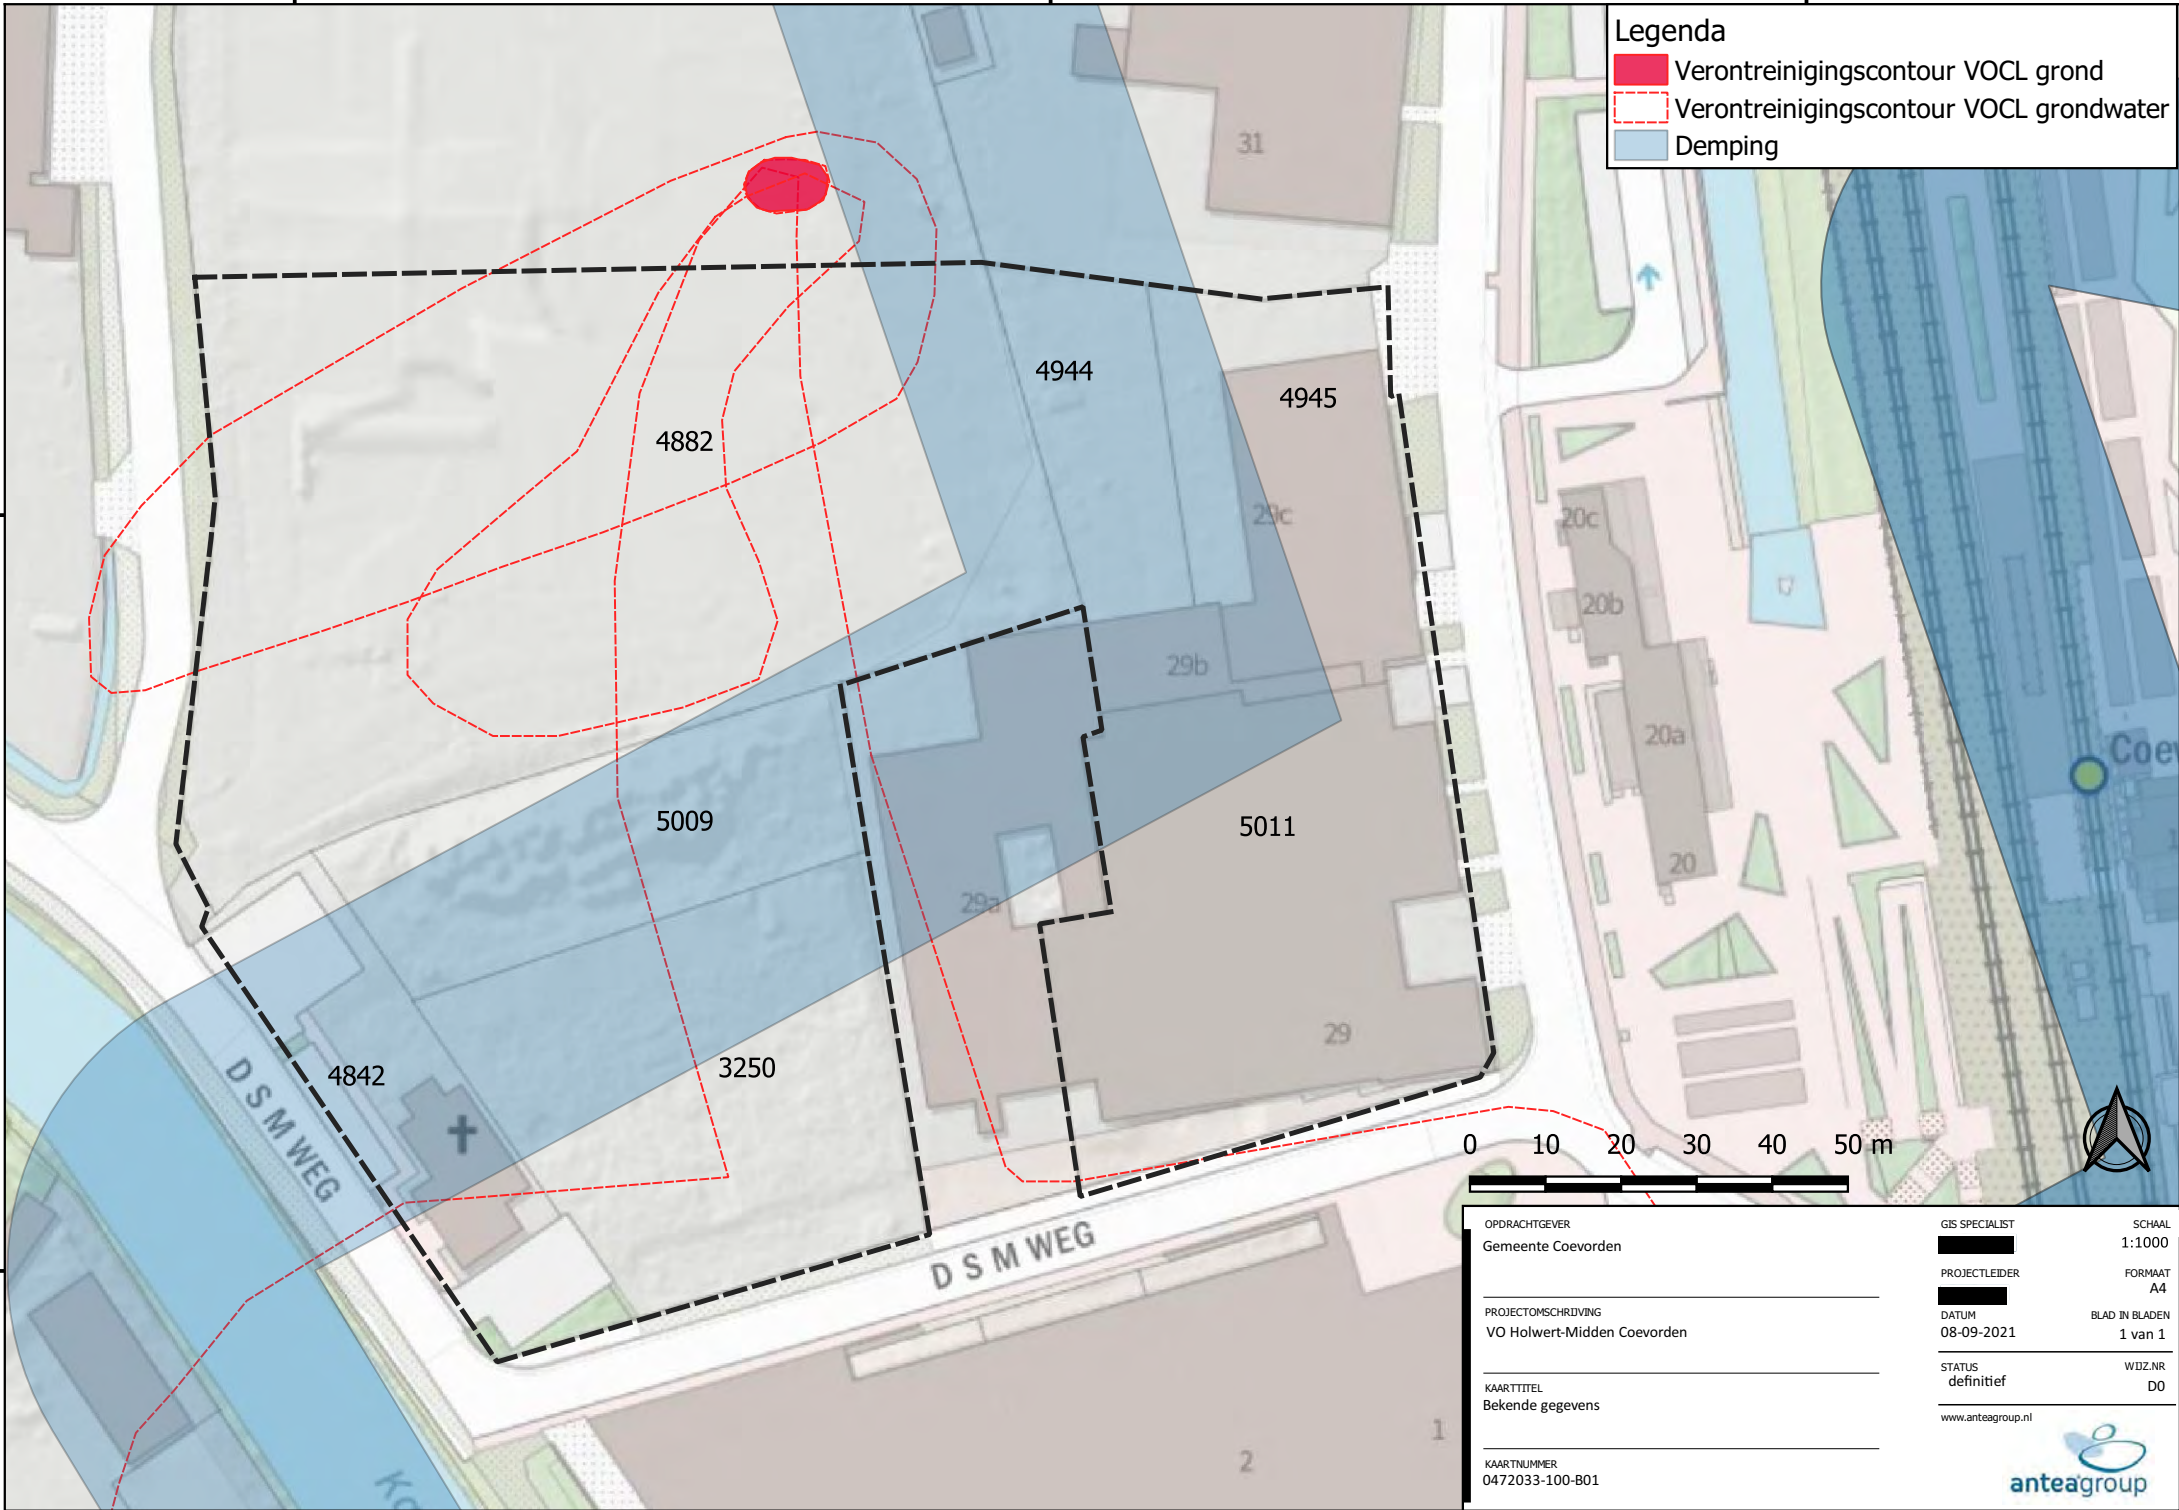 Legenda
Verontreinigingscontour VOCL grond
Verontreinigingscontour VOCL grondwater
Demping
31
4944
4945
4882
29c
20c
20b
29b
20a
5009
5011
20
29a
29
4842
3250
D S M WEG
D S M WEG
0 10 20 30 40 50 m
2
1
OPDRACHTGEVER
Gemeente Coevorden
PROJECTOMSCHRIJVING
VO Holwert-Midden Coevorden
KAARTTITEL
Bekende gegevens
KAARTNUMMER
0472033-100-B01
GIS SPECIALIST
SCHAAL
1:1000
PROJECTLEIDER
FORMAAT
A4
DATUM
08-09-2021
BLAD IN BLADEN
1 van 1
STATUS
definitief
WIJZ.NR
D0
www.anteagroup.nl
anteagroup